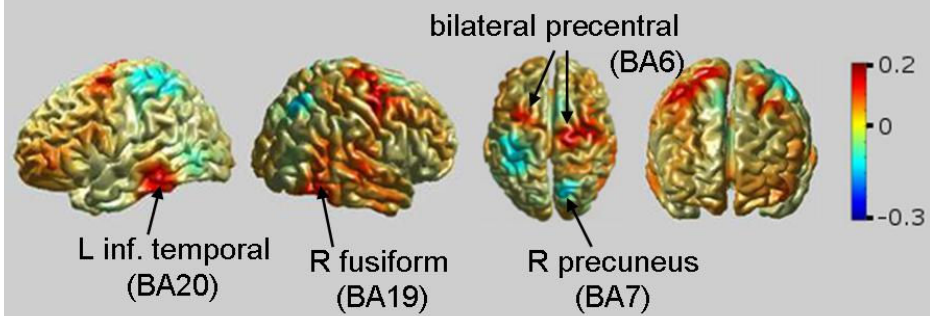 bilateral precentral
(BA6)
0.2
0
-0.3
L inf. temporal
(BA20)
R fusiform
(BA19)
R precuneus
(BA7)